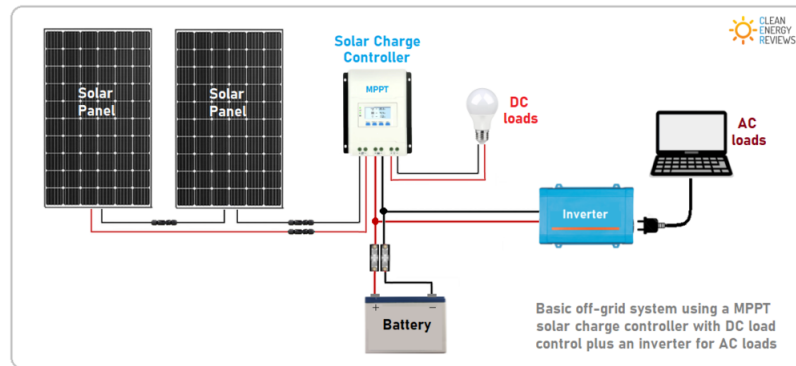 CLEAN
ENERGY
REVIEWS
Solar Charge
Controller
Solar
Panel
Solar
Panel
MPPT
DC
loads
AC
loads
Inverter
+ −
Battery
Basic off-grid system using a MPPT
solar charge controller with DC load
control plus an inverter for AC loads